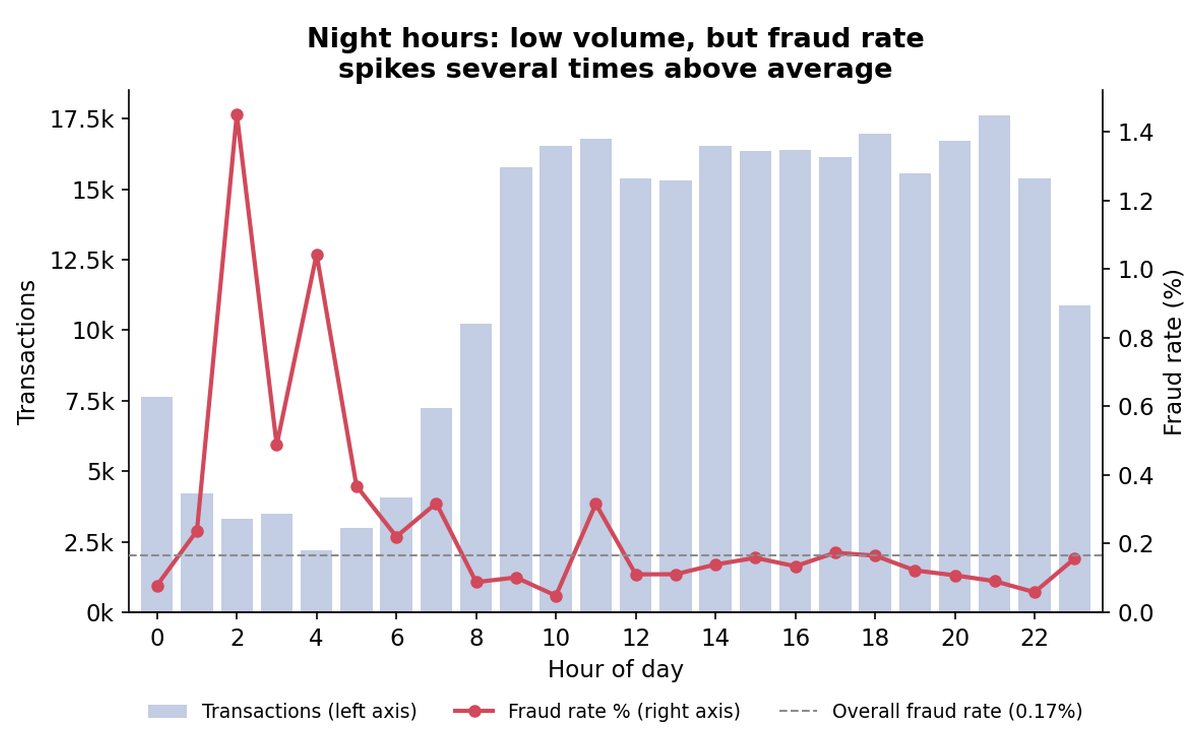 Night hours: low volume, but fraud rate
spikes several times above average
Transactions
17.5k
15k
12.5k
10k
7.5k
5k
2.5k
0k
1.4
1.2
1.0
0.8
0.6
0.4
0.2
0.0
Fraud rate (%)
0 2 4 6 8 10 12 14 16 18 20 22
Hour of day
Transactions (left axis) Fraud rate % (right axis) Overall fraud rate (0.17%)